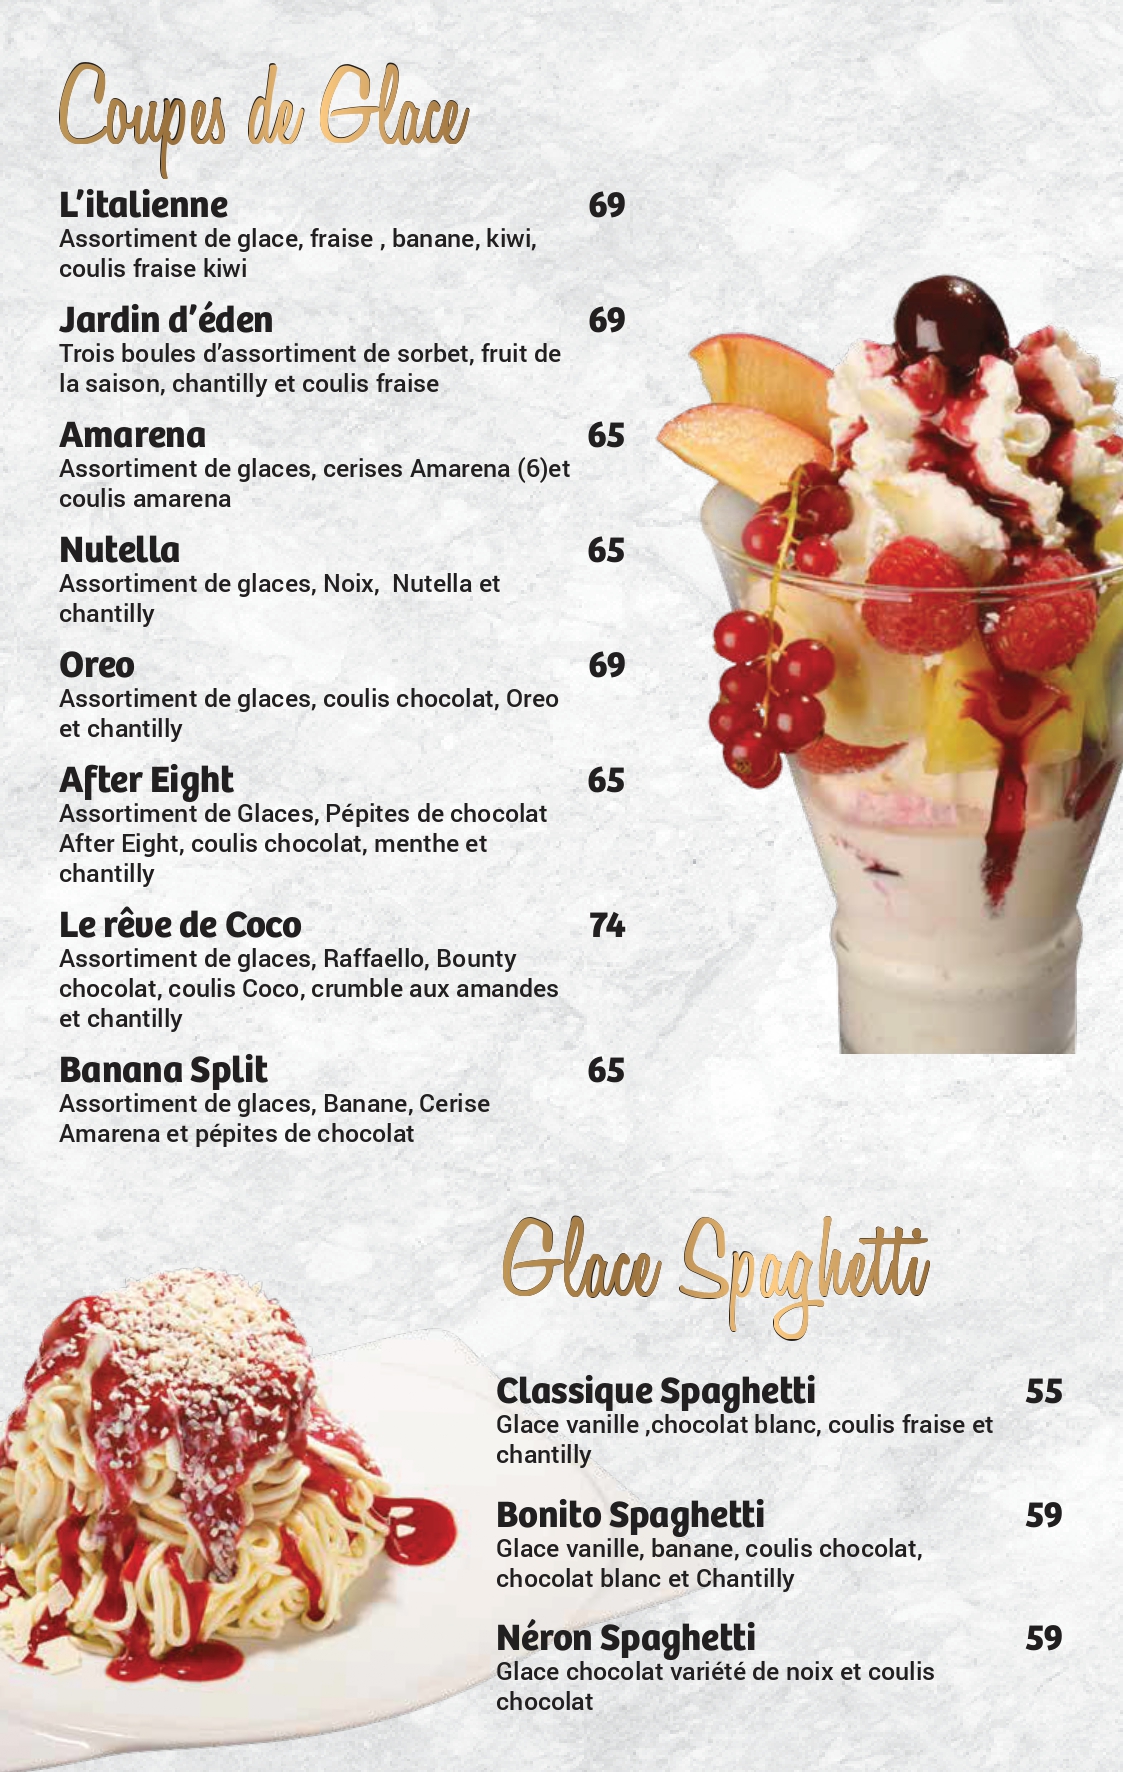 Coupes de Glace
L'italienne 69
Assortiment de glace, fraise , banane, kiwi,
coulis fraise kiwi
Jardin d'éden 69
Trois boules d'assortiment de sorbet, fruit de
la saison, chantilly et coulis fraise
Amarena 65
Assortiment de glaces, cerises Amarena (6)et
coulis amarena
Nutella 65
Assortiment de glaces, Noix,  Nutella et
chantilly
Oreo 69
Assortiment de glaces, coulis chocolat, Oreo
et chantilly
After Eight 65
Assortiment de Glaces, Pépites de chocolat
After Eight, coulis chocolat, menthe et
chantilly
Le rêve de Coco 74
Assortiment de glaces, Raffaello, Bounty
chocolat, coulis Coco, crumble aux amandes
et chantilly
Banana Split 65
Assortiment de glaces, Banane, Cerise
Amarena et pépites de chocolat
Glace Spaghetti
Classique Spaghetti 55
Glace vanille ,chocolat blanc, coulis fraise et
chantilly
Bonito Spaghetti 59
Glace vanille, banane, coulis chocolat,
chocolat blanc et Chantilly
Néron Spaghetti 59
Glace chocolat variété de noix et coulis
chocolat